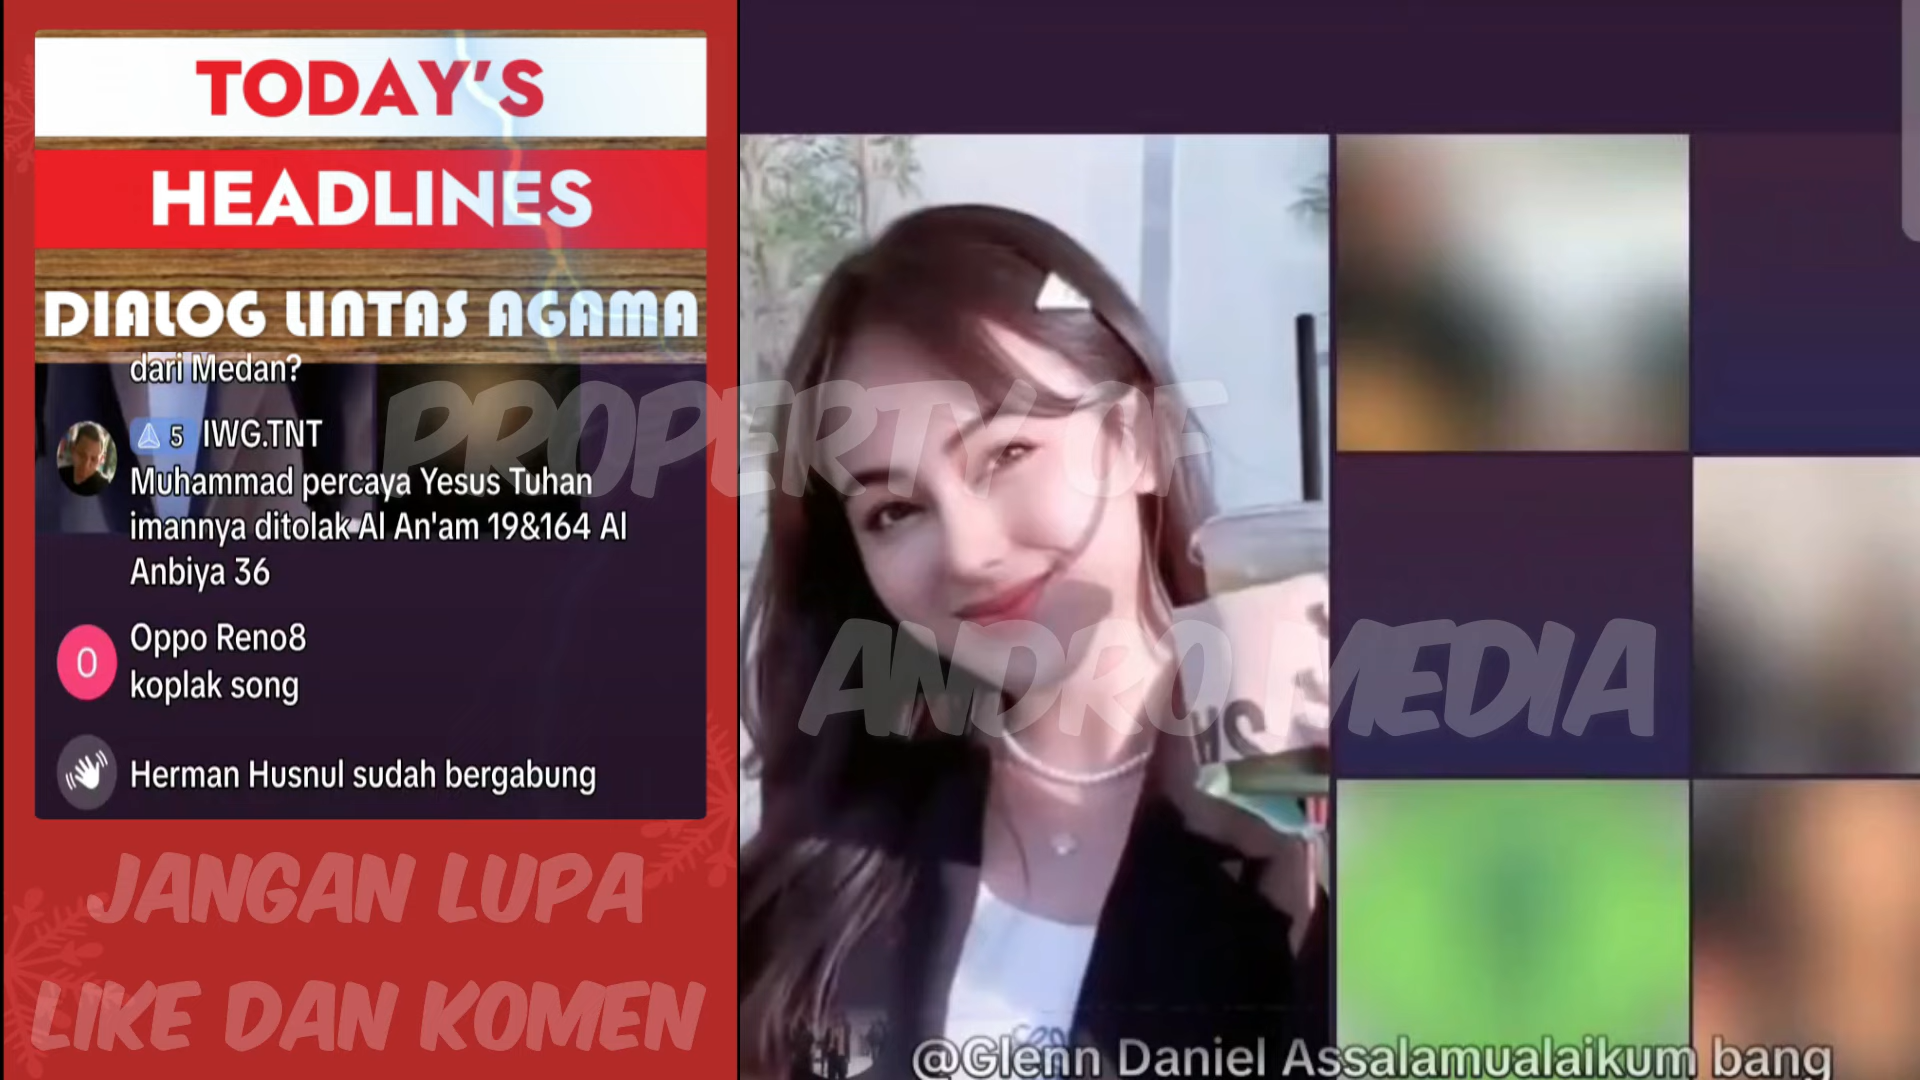 TODAY'S
HEADLINES
DIALOG LINTAS AGAMA
dari Medan?
5 IWG.TNT
Muhammad percaya Yesus Tuhan
imannya ditolak Al An'am 19&164 Al
Anbiya 36
O
Oppo Reno8
koplak song
Herman Husnul sudah bergabung
JANGAN LUPA
LIKE DAN KOMEN
PROPERTY OF
ANDRO MEDIA
@Glenn Daniel Assalamualaikum bang